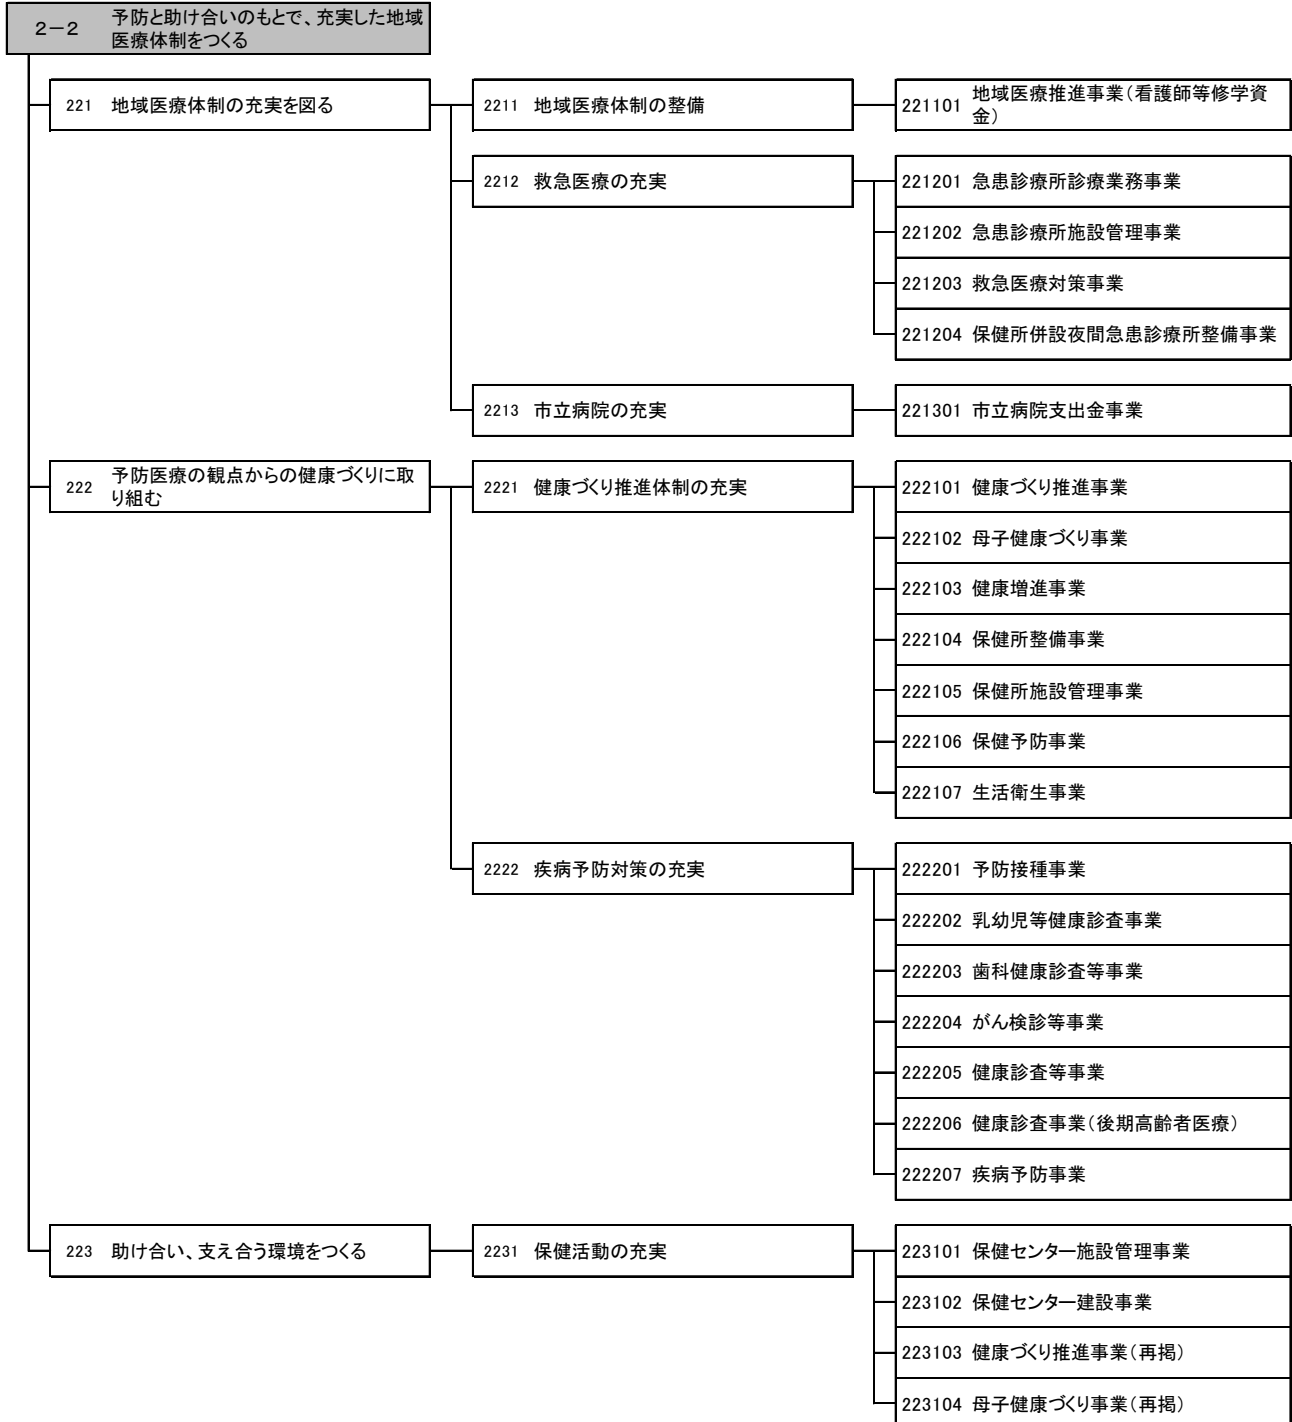 2－2 予防と助け合いのもとで、充実した地域
医療体制をつくる
221 地域医療体制の充実を図る
2211 地域医療体制の整備
221101 地域医療推進事業（看護師等修学資
金）
2212 救急医療の充実
221201 急患診療所診療業務事業
221202 急患診療所施設管理事業
221203 救急医療対策事業
221204 保健所併設夜間急患診療所整備事業
2213 市立病院の充実
221301 市立病院支出金事業
222 予防医療の観点からの健康づくりに取
り組む
2221 健康づくり推進体制の充実
222101 健康づくり推進事業
222102 母子健康づくり事業
222103 健康増進事業
222104 保健所整備事業
222105 保健所施設管理事業
222106 保健予防事業
222107 生活衛生事業
2222 疾病予防対策の充実
222201 予防接種事業
222202 乳幼児等健康診査事業
222203 歯科健康診査等事業
222204 がん検診等事業
222205 健康診査等事業
222206 健康診査事業（後期高齢者医療）
222207 疾病予防事業
223 助け合い、支え合う環境をつくる
2231 保健活動の充実
223101 保健センター施設管理事業
223102 保健センター建設事業
223103 健康づくり推進事業（再掲）
223104 母子健康づくり事業（再掲）